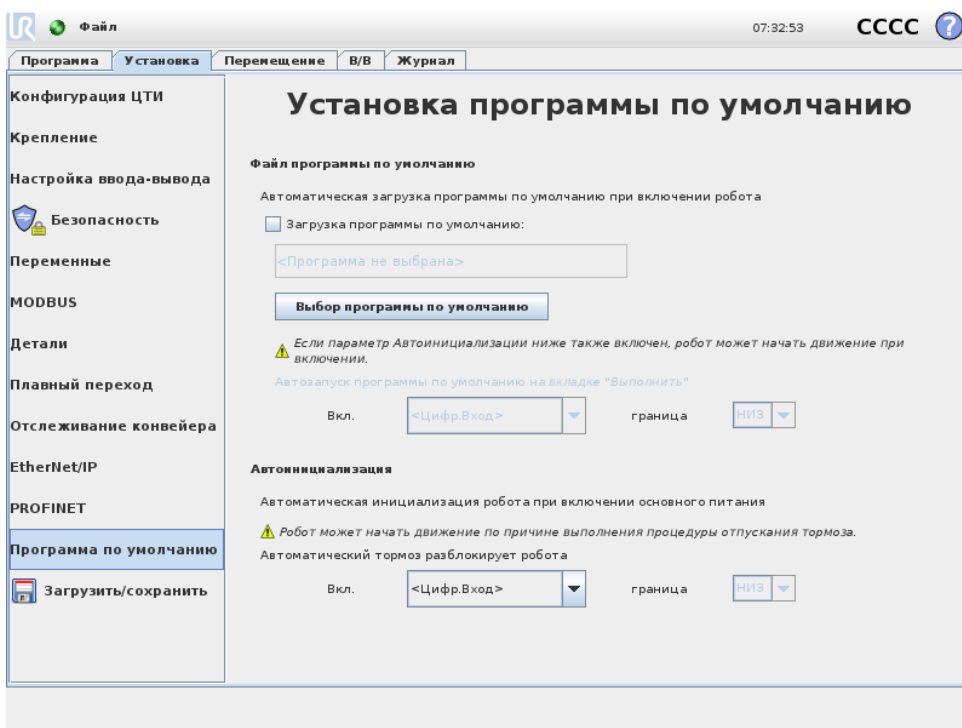 UR Файл 07:32:53 CCCC ?
Программа Установка Перемещение В/В Журнал
Конфигурация ЦТИ
Крепление
Настройка ввода-вывода
Безопасность
Переменные
MODBUS
Детали
Плавный переход
Отслеживание конвейера
EtherNet/IP
PROFINET
Программа по умолчанию
Загрузить/сохранить
Установка программы по умолчанию
Файл программы по умолчанию
Автоматическая загрузка программы по умолчанию при включении робота
Загрузка программы по умолчанию:
<Программа не выбрана>
Выбор программы по умолчанию
Если параметр Автоинициализации ниже также включен, робот может начать движение при
включении.
Автозапуск программы по умолчанию на вкладке "Выполнить"
Вкл. <Цифр.Вход> граница НИЗ
Автоинициализация
Автоматическая инициализация робота при включении основного питания
Робот может начать движение по причине выполнения процедуры отпускания тормоза.
Автоматический тормоз разблокирует робота
Вкл. <Цифр.Вход> граница НИЗ